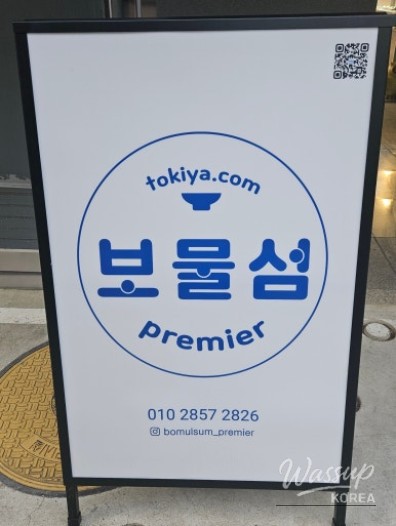 tokiya.com
보물섬
premier
010 2857 2826
bomulsum_premier
Wassup
KOREA